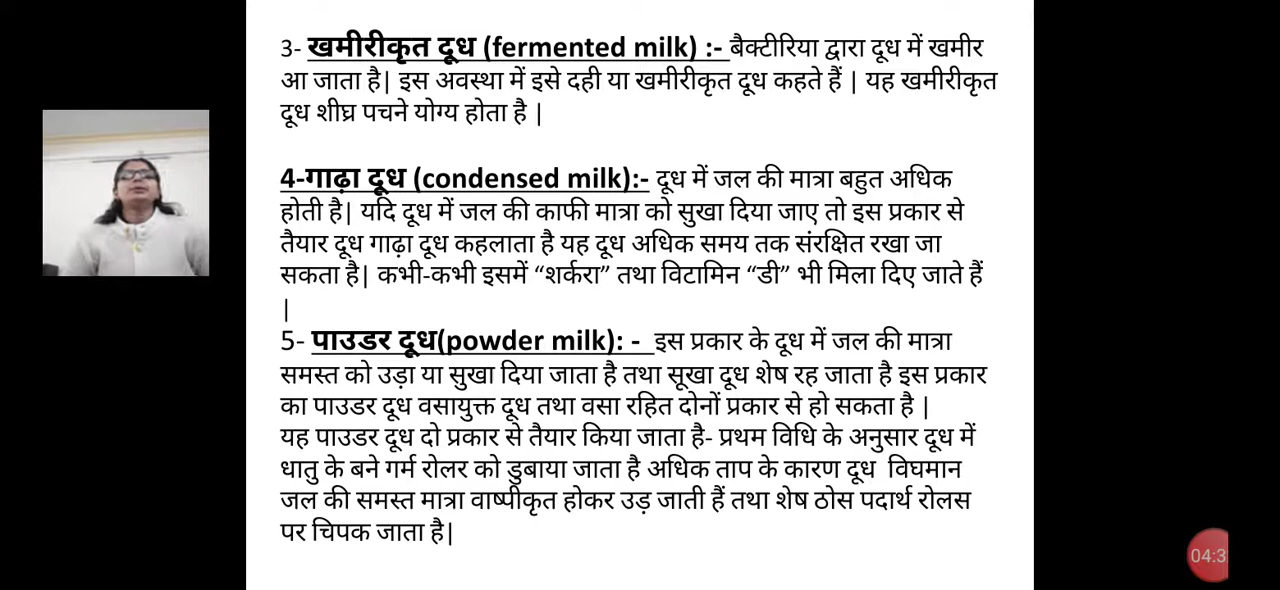 3- खमीरीकृत दूध (fermented milk) :- बैक्टीरिया द्वारा दूध में खमीर
आ जाता है| इस अवस्था में इसे दही या खमीरीकृत दूध कहते हैं | यह खमीरीकृत
दूध शीघ्र पचने योग्य होता है |
4-गाढ़ा दूध (condensed milk):- दूध में जल की मात्रा बहुत अधिक
होती है| यदि दूध में जल की काफी मात्रा को सुखा दिया जाए तो इस प्रकार से
तैयार दूध गाढ़ा दूध कहलाता है यह दूध अधिक समय तक संरक्षित रखा जा
सकता है| कभी-कभी इसमें “शर्करा” तथा विटामिन “डी” भी मिला दिए जाते हैं
|
5- पाउडर दूध(powder milk): - इस प्रकार के दूध में जल की मात्रा
समस्त को उड़ा या सुखा दिया जाता है तथा सूखा दूध शेष रह जाता है इस प्रकार
का पाउडर दूध वसायुक्त दूध तथा वसा रहित दोनों प्रकार से हो सकता है |
यह पाउडर दूध दो प्रकार से तैयार किया जाता है- प्रथम विधि के अनुसार दूध में
धातु के बने गर्म रोलर को डुबाया जाता है अधिक ताप के कारण दूध विघमान
जल की समस्त मात्रा वाष्पीकृत होकर उड़ जाती हैं तथा शेष ठोस पदार्थ रोलस
पर चिपक जाता है|
04:3